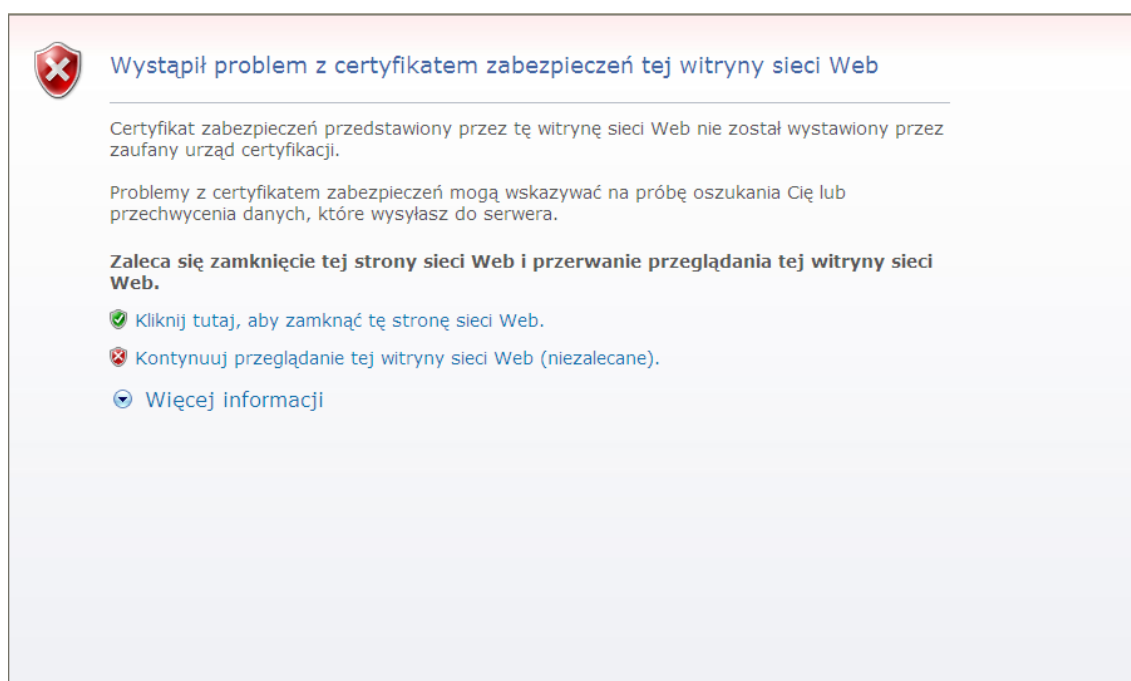 Wystąpił problem z certyfikatem zabezpieczeń tej witryny sieci Web
Certyfikat zabezpieczeń przedstawiony przez tę witrynę sieci Web nie został wystawiony przez
zaufany urząd certyfikacji.
Problemy z certyfikatem zabezpieczeń mogą wskazywać na próbę oszukania Cię lub
przechwycenia danych, które wysyłasz do serwera.
Zaleca się zamknięcie tej strony sieci Web i przerwanie przeglądania tej witryny sieci
Web.
Kliknij tutaj, aby zamknąć tę stronę sieci Web.
Kontynuuj przeglądanie tej witryny sieci Web (niezalecane).
Więcej informacji